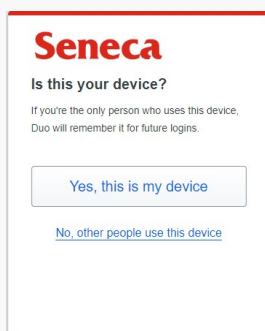 Seneca
Is this your device?
If you're the only person who uses this device,
Duo will remember it for future logins.
Yes, this is my device
No, other people use this device